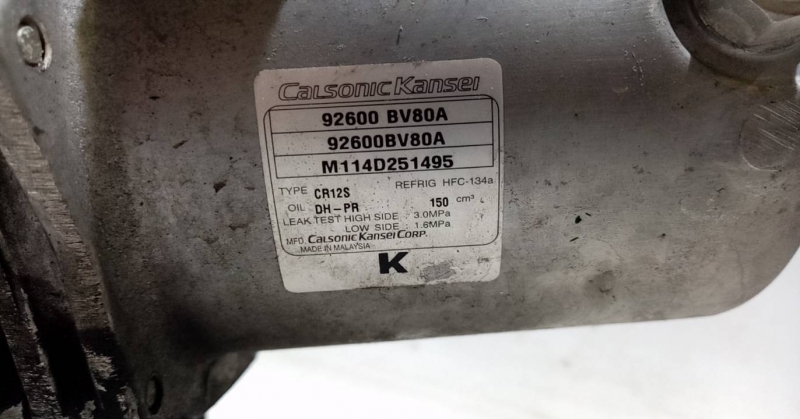 Calsonic Kansei
92600 BV80A
92600BV80A
M114D251495
TYPE CR12S REFRIG HFC-134a
OIL DH-PR 150 cm³
LEAK TEST HIGH SIDE : 3.0MPa
LOW SIDE : 1.6MPa
MFD. CALSONIC KANSEI CORP.
MADE IN MALAYSIA
K